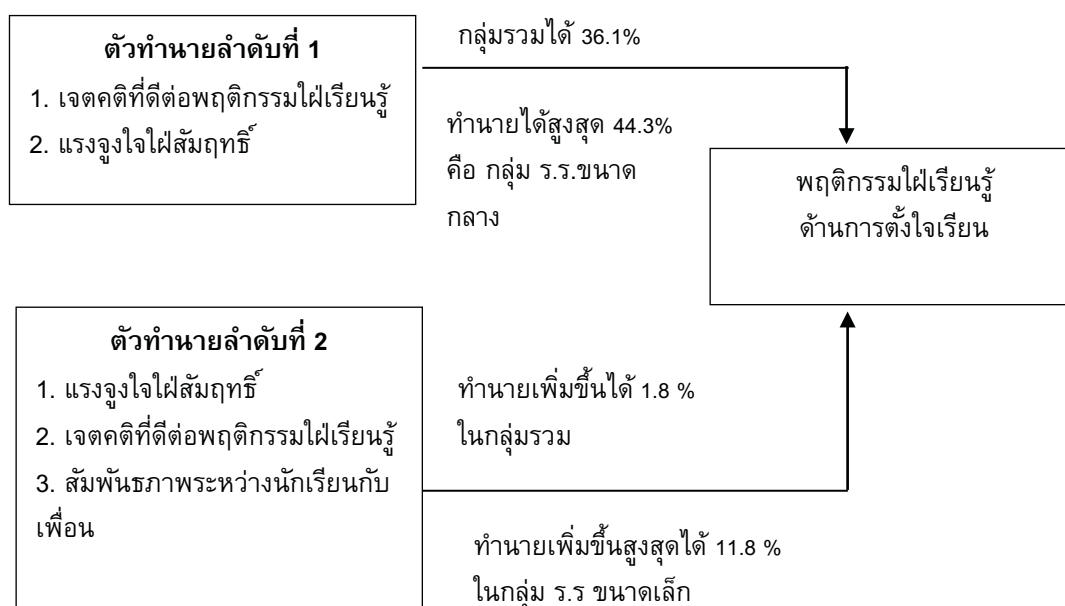 ตัวทำนายลำดับที่ 1
1. เจตคติที่ดีต่อพฤติกรรมใฝ่เรียนรู้
2. แรงจูงใจใฝ่สัมฤทธิ์
กลุ่มรวมได้ 36.1%
ทำนายได้สูงสุด 44.3%
คือ กลุ่ม ร.ร.ขนาด
กลาง
พฤติกรรมใฝ่เรียนรู้
ด้านการตั้งใจเรียน
ตัวทำนายลำดับที่ 2
1. แรงจูงใจใฝ่สัมฤทธิ์
2. เจตคติที่ดีต่อพฤติกรรมใฝ่เรียนรู้
3. สัมพันธภาพระหว่างนักเรียนกับ
เพื่อน
ทำนายเพิ่มขึ้นได้ 1.8 %
ในกลุ่มรวม
ทำนายเพิ่มขึ้นสูงสุดได้ 11.8 %
ในกลุ่ม ร.ร ขนาดเล็ก